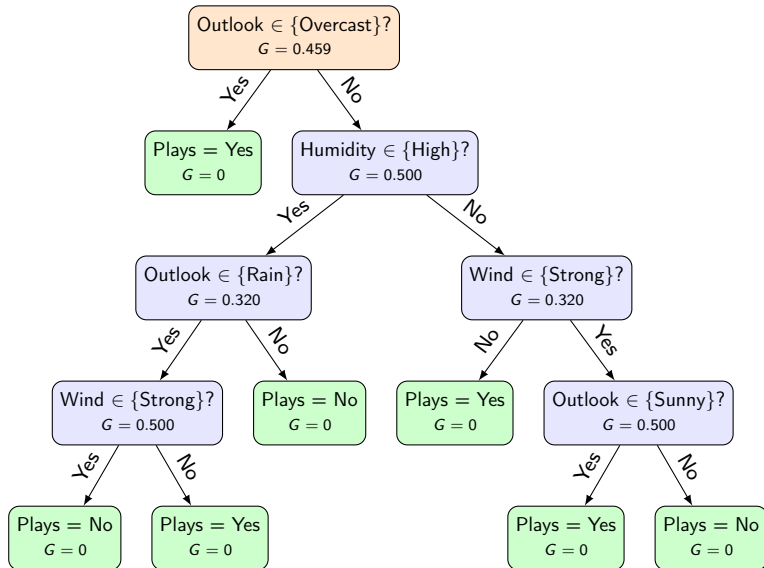 Outlook ∈ {Overcast}?
G = 0.459
Yes
No
Plays = Yes
G = 0
Humidity ∈ {High}?
G = 0.500
Yes
No
Outlook ∈ {Rain}?
G = 0.320
Wind ∈ {Strong}?
G = 0.320
Yes
No
No
Yes
Wind ∈ {Strong}?
G = 0.500
Plays = No
G = 0
Plays = Yes
G = 0
Outlook ∈ {Sunny}?
G = 0.500
Yes
No
Yes
No
Plays = No
G = 0
Plays = Yes
G = 0
Plays = Yes
G = 0
Plays = No
G = 0